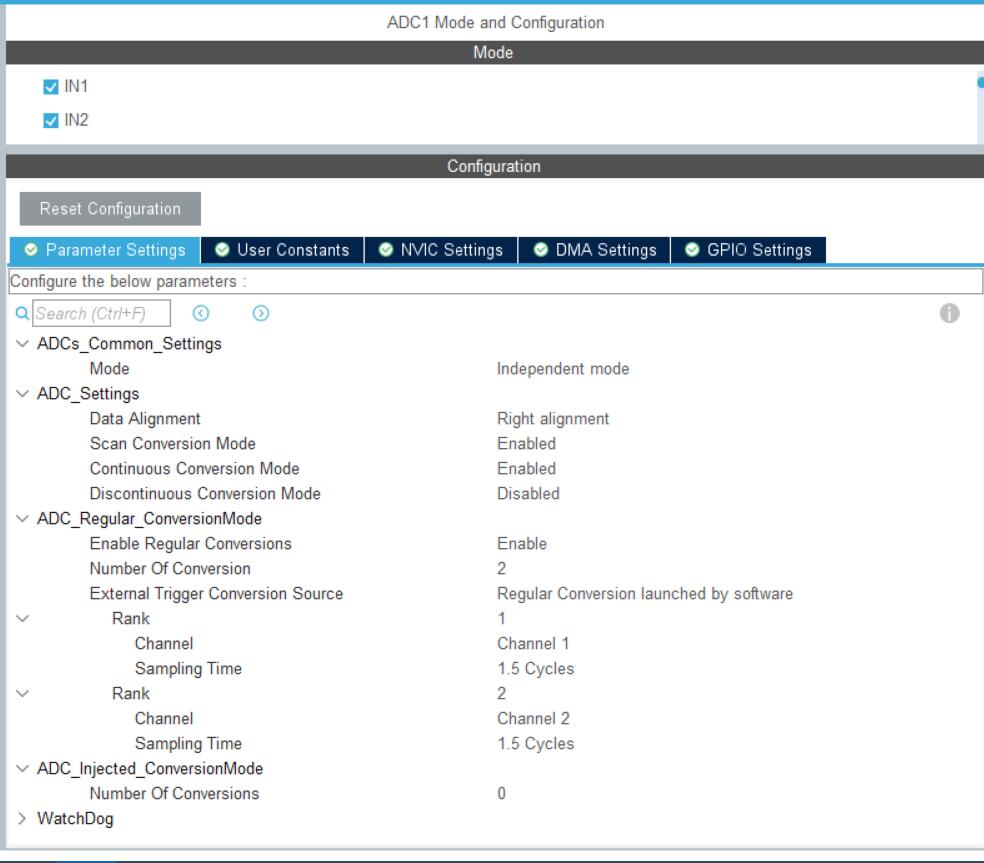 ADC1 Mode and Configuration
Mode
IN1
IN2
Configuration
Reset Configuration
Parameter Settings User Constants NVIC Settings DMA Settings GPIO Settings
Configure the below parameters :
Search (Ctrl+F)
ADCs_Common_Settings
Mode Independent mode
ADC_Settings
Data Alignment Right alignment
Scan Conversion Mode Enabled
Continuous Conversion Mode Enabled
Discontinuous Conversion Mode Disabled
ADC_Regular_ConversionMode
Enable Regular Conversions Enable
Number Of Conversion 2
External Trigger Conversion Source Regular Conversion launched by software
Rank 1
Channel Channel 1
Sampling Time 1.5 Cycles
Rank 2
Channel Channel 2
Sampling Time 1.5 Cycles
ADC_Injected_ConversionMode
Number Of Conversions 0
WatchDog